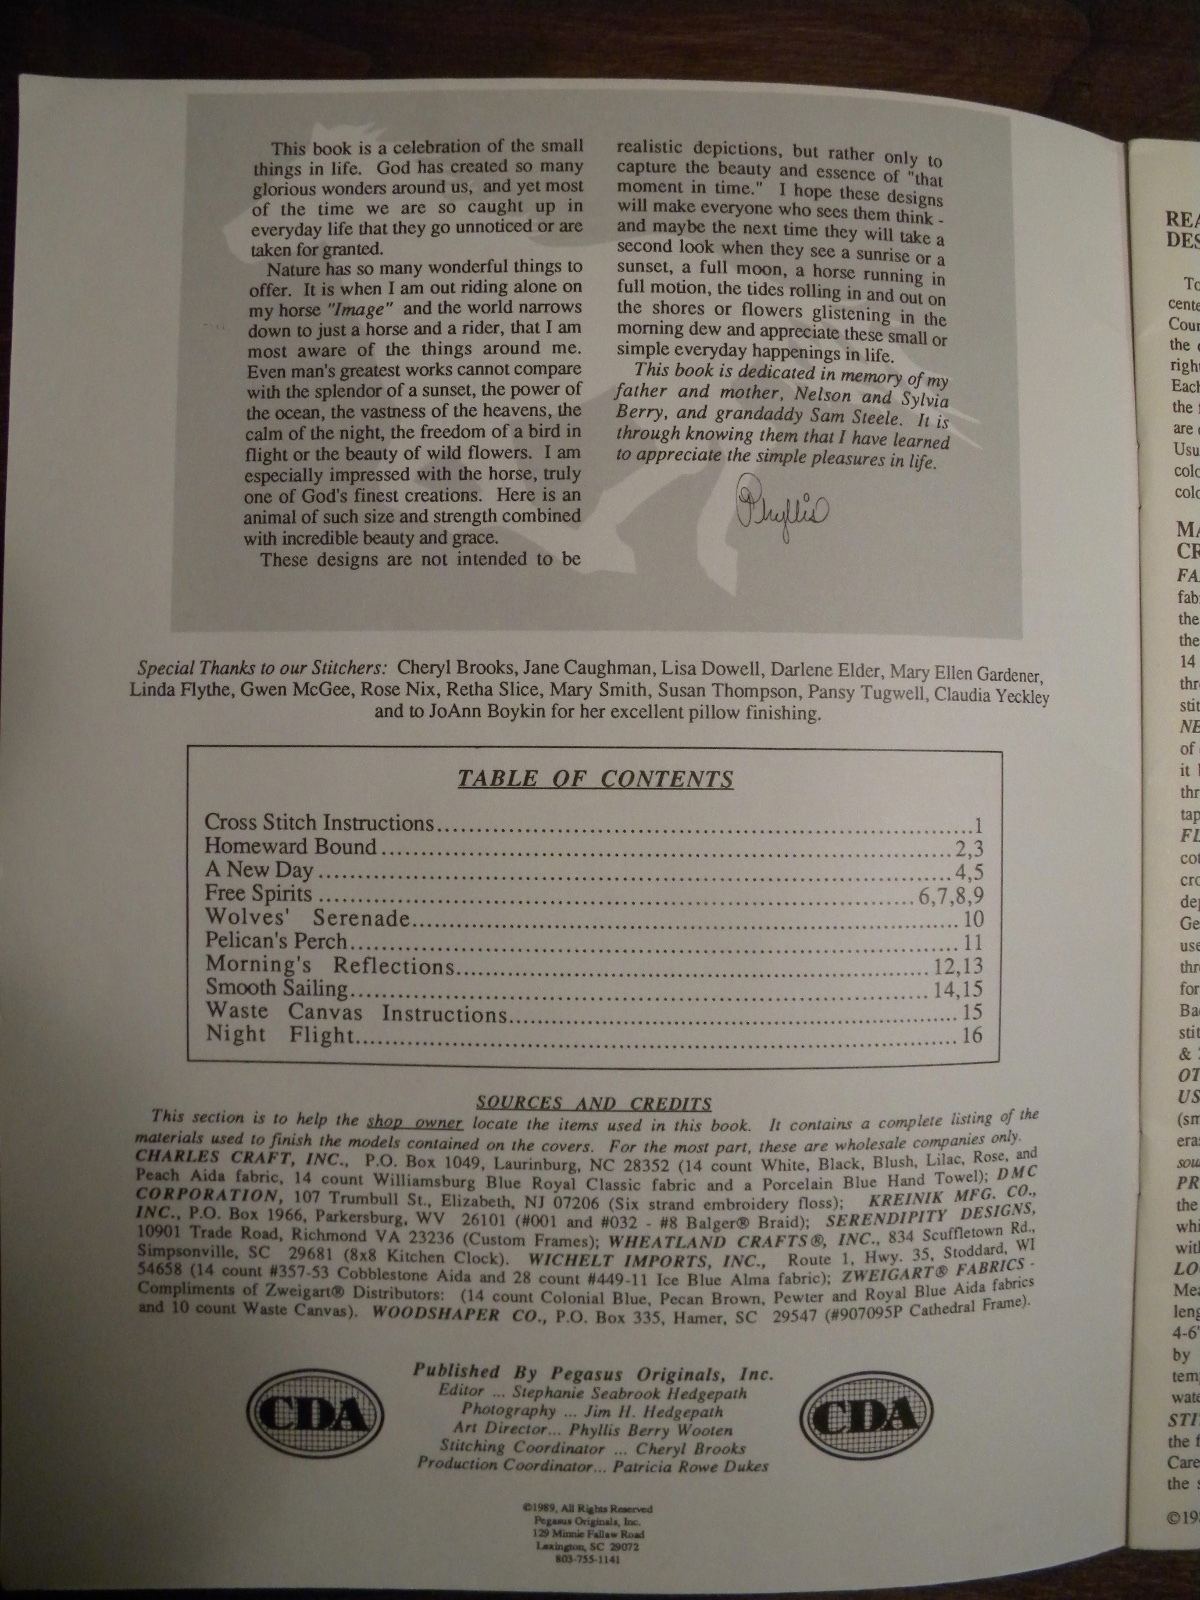 This book is a celebration of the small
things in life. God has created so many
glorious wonders around us, and yet most
of the time we are so caught up in
everyday life that they go unnoticed or are
taken for granted.
Nature has so many wonderful things to
offer. It is when I am out riding alone on
my horse "Image" and the world narrows
down to just a horse and a rider, that I am
most aware of the things around me.
Even man's greatest works cannot compare
with the splendor of a sunset, the power of
the ocean, the vastness of the heavens, the
calm of the night, the freedom of a bird in
flight or the beauty of wild flowers. I am
especially impressed with the horse, truly
one of God's finest creations. Here is an
animal of such size and strength combined
with incredible beauty and grace.
These designs are not intended to be
realistic depictions, but rather only to
capture the beauty and essence of "that
moment in time." I hope these designs
will make everyone who sees them think -
and maybe the next time they will take a
second look when they see a sunrise or a
sunset, a full moon, a horse running in
full motion, the tides rolling in and out on
the shores or flowers glistening in the
morning dew and appreciate these small or
simple everyday happenings in life.
This book is dedicated in memory of my
father and mother, Nelson and Sylvia
Berry, and grandaddy Sam Steele. It is
through knowing them that I have learned
to appreciate the simple pleasures in life.
Phyllis
Special Thanks to our Stitchers: Cheryl Brooks, Jane Caughman, Lisa Dowell, Darlene Elder, Mary Ellen Gardener,
Linda Flythe, Gwen McGee, Rose Nix, Retha Slice, Mary Smith, Susan Thompson, Pansy Tugwell, Claudia Yeckley
and to JoAnn Boykin for her excellent pillow finishing.
TABLE OF CONTENTS
Cross Stitch Instructions....................1
Homeward Bound....................2,3
A New Day....................4,5
Free Spirits....................6,7,8,9
Wolves' Serenade....................10
Pelican's Perch....................11
Morning's Reflections....................12,13
Smooth Sailing....................14,15
Waste Canvas Instructions....................15
Night Flight....................16
SOURCES AND CREDITS
This section is to help the shop owner locate the items used in this book. It contains a complete listing of the
materials used to finish the models contained on the covers. For the most part, these are wholesale companies only.
CHARLES CRAFT, INC., P.O. Box 1049, Laurinburg, NC 28352 (14 count White, Black, Blush, Lilac, Rose, and
Peach Aida fabric, 14 count Williamsburg Blue Royal Classic fabric and a Porcelain Blue Hand Towel); DMC
CORPORATION, 107 Trumbull St., Elizabeth, NJ 07206 (Six strand embroidery floss); KREINIK MFG. CO.,
INC., P.O. Box 1966, Parkersburg, WV 26101 (#001 and #032 - #8 Balger® Braid); SERENDIPITY DESIGNS,
10901 Trade Road, Richmond VA 23236 (Custom Frames); WHEATLAND CRAFTS®, INC., 834 Scuffletown Rd.,
Simpsonville, SC 29681 (8x8 Kitchen Clock). WICHELT IMPORTS, INC., Route 1, Hwy. 35, Stoddard, WI
54658 (14 count #357-53 Cobblestone Aida and 28 count #449-11 Ice Blue Alma fabric); ZWEIGART® FABRICS -
Compliments of Zweigart® Distributors: (14 count Colonial Blue, Pecan Brown, Pewter and Royal Blue Aida fabrics
and 10 count Waste Canvas). WOODSHAPER CO., P.O. Box 335, Hamer, SC 29547 (#907095P Cathedral Frame).
CDA
Published By Pegasus Originals, Inc.
Editor ... Stephanie Seabrook Hedgepath
Photography ... Jim H. Hedgepath
Art Director... Phyllis Berry Wooten
Stitching Coordinator ... Cheryl Brooks
Production Coordinator... Patricia Rowe Dukes
CDA
©1989, All Rights Reserved
Pegasus Originals, Inc.
129 Minnie Fallaw Road
Lexington, SC 29072
803-755-1141